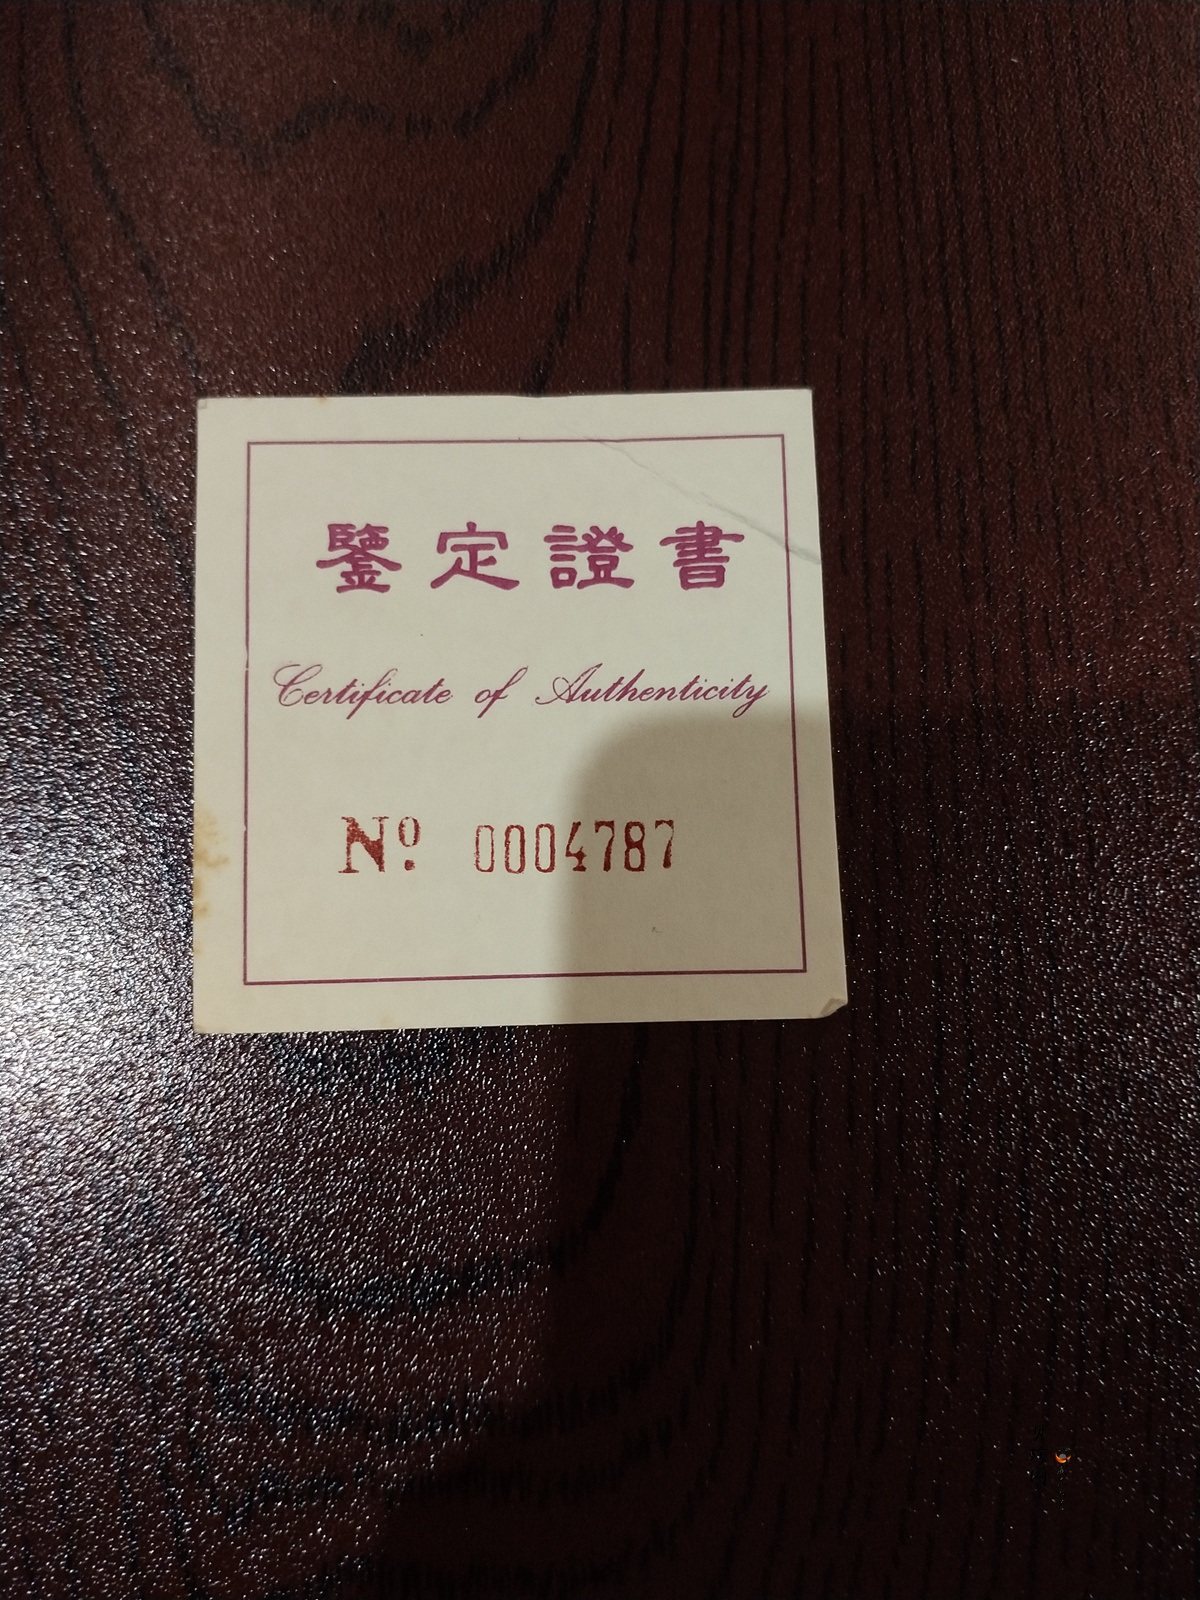 鑒定證書
Certificate of Authenticity
Nº 0004787